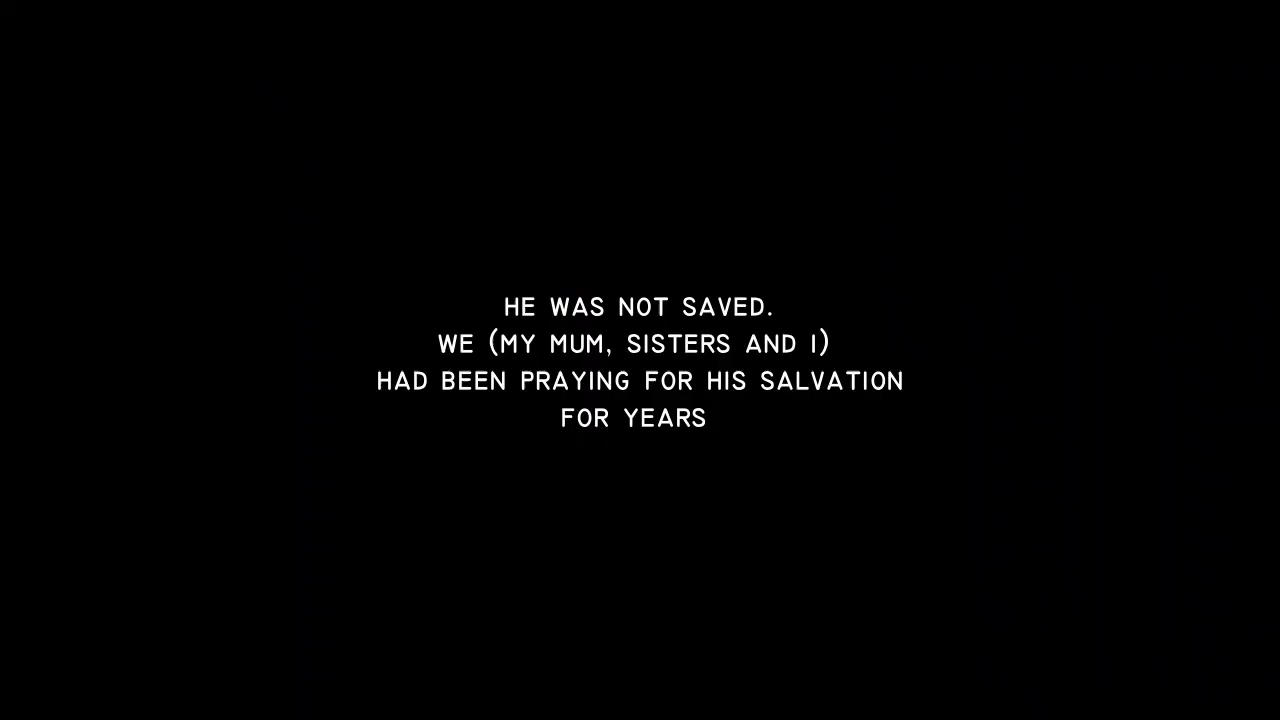 HE WAS NOT SAVED.
WE (MY MUM, SISTERS AND I)
HAD BEEN PRAYING FOR HIS SALVATION
FOR YEARS